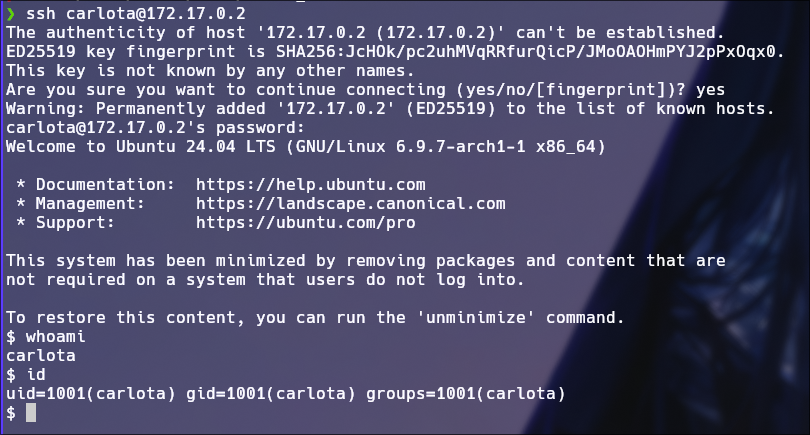 ❯ ssh carlota@172.17.0.2
The authenticity of host '172.17.0.2 (172.17.0.2)' can't be established.
ED25519 key fingerprint is SHA256:JcHOk/pc2uhMVqRRfurQicP/JMoOAOHmPYJ2pPxOqx0.
This key is not known by any other names.
Are you sure you want to continue connecting (yes/no/[fingerprint])? yes
Warning: Permanently added '172.17.0.2' (ED25519) to the list of known hosts.
carlota@172.17.0.2's password:
Welcome to Ubuntu 24.04 LTS (GNU/Linux 6.9.7-arch1-1 x86_64)
* Documentation:  https://help.ubuntu.com
* Management:     https://landscape.canonical.com
* Support:        https://ubuntu.com/pro
This system has been minimized by removing packages and content that are
not required on a system that users do not log into.
To restore this content, you can run the 'unminimize' command.
$ whoami
carlota
$ id
uid=1001(carlota) gid=1001(carlota) groups=1001(carlota)
$